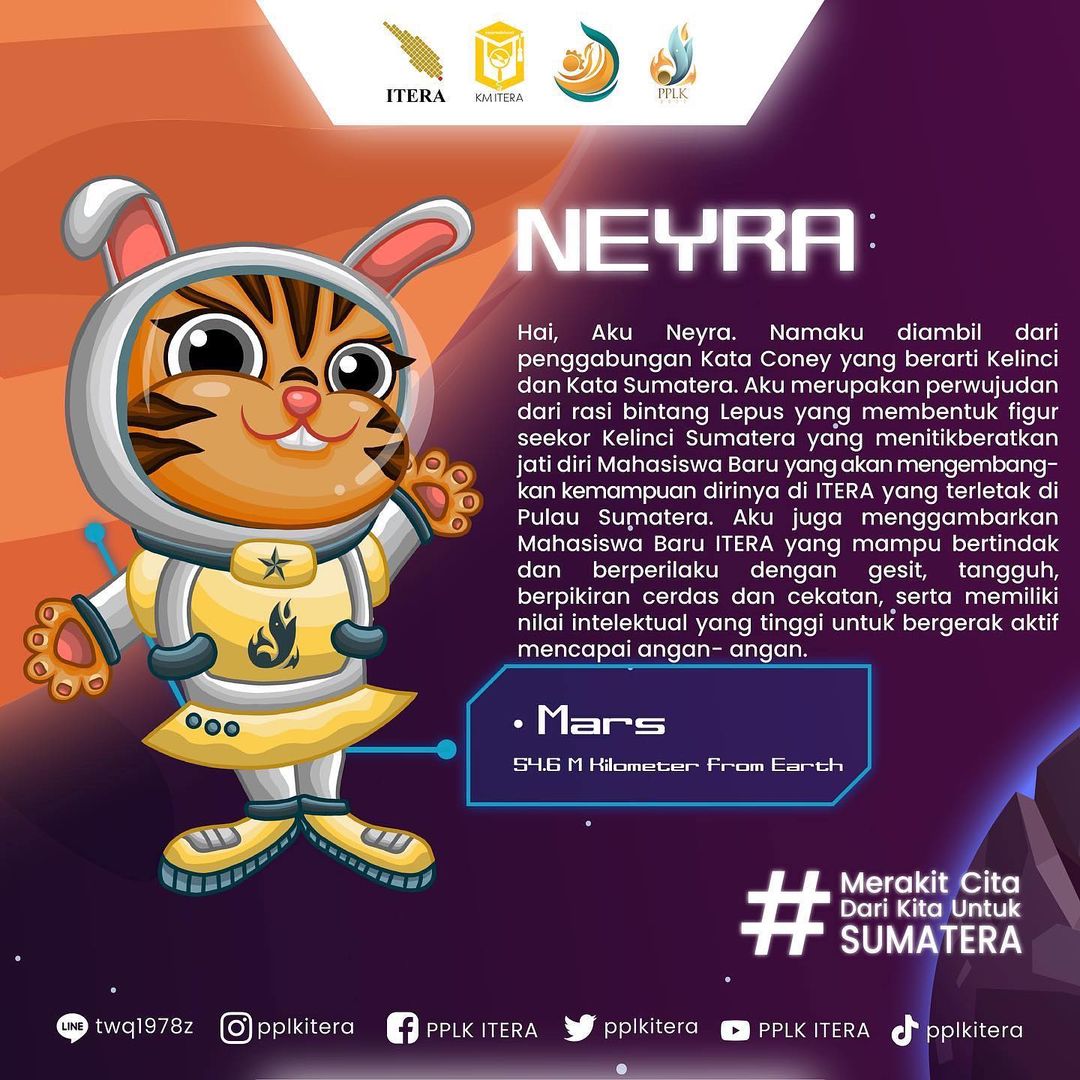 ITERA
KM ITERA
PPLK
NEYRA
Hai, Aku Neyra. Namaku diambil dari
penggabungan Kata Coney yang berarti Kelinci
dan Kata Sumatera. Aku merupakan perwujudan
dari rasi bintang Lepus yang membentuk figur
seekor Kelinci Sumatera yang menitikberatkan
jati diri Mahasiswa Baru yang akan mengembang-
kan kemampuan dirinya di ITERA yang terletak di
Pulau Sumatera. Aku juga menggambarkan
Mahasiswa Baru ITERA yang mampu bertindak
dan berperilaku dengan gesit, tangguh,
berpikiran cerdas dan cekatan, serta memiliki
nilai intelektual yang tinggi untuk bergerak aktif
mencapai angan- angan.
• Mars
54.6 M Kilometer From Earth
# Merakit Cita
Dari Kita Untuk
SUMATERA
LINE twq1978z pplkitera PPLK ITERA pplkitera PPLK ITERA pplkitera